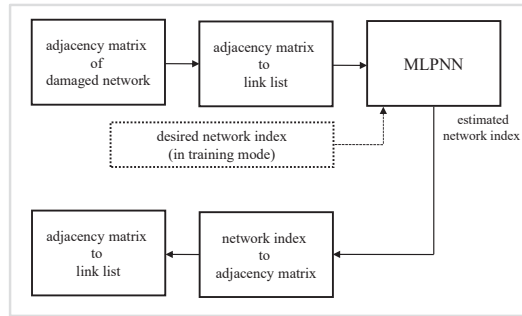 adjacency matrix
of
damaged network
adjacency matrix
to
link list
MLPNN
desired network index
(in training mode)
estimated
network index
adjacency matrix
to
link list
network index
to
adjacency matrix